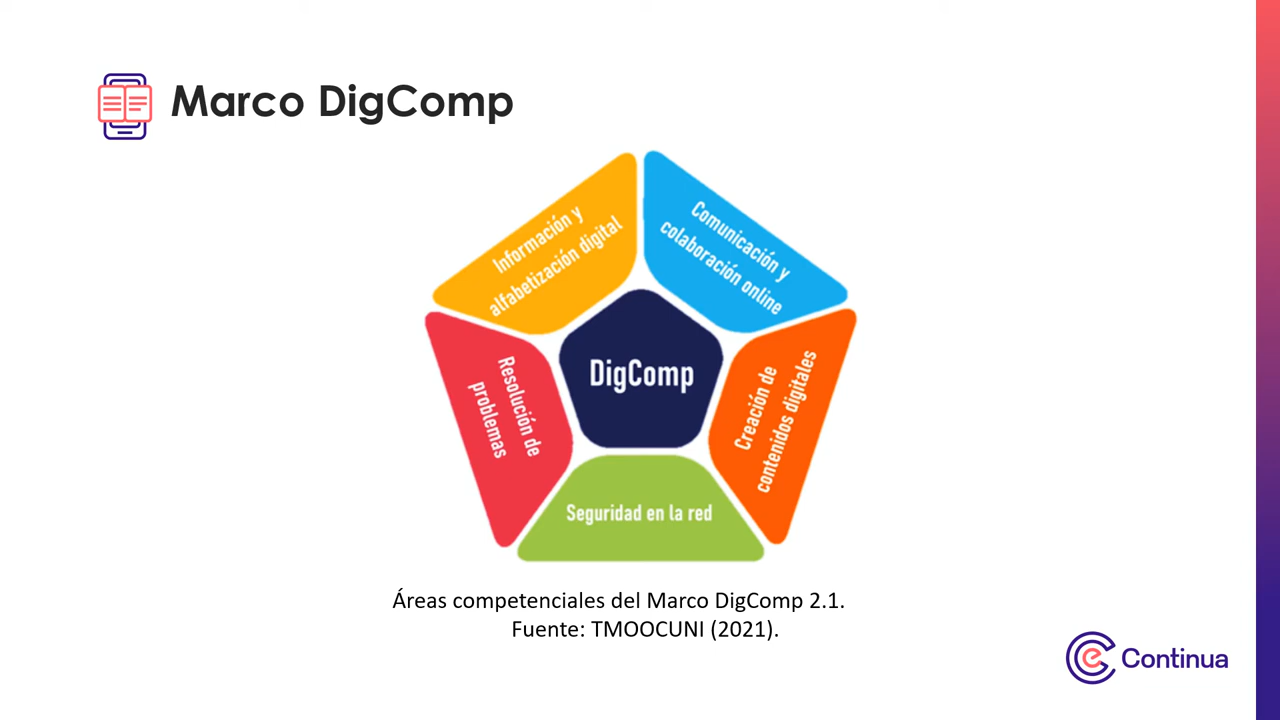 Marco DigComp
Información y
alfabetización digital
Comunicación y
colaboración online
Resolución de
problemas
DigComp
Creación de
contenidos digitales
Seguridad en la red
Áreas competenciales del Marco DigComp 2.1.
Fuente: TMOOCUNI (2021).
e Continua